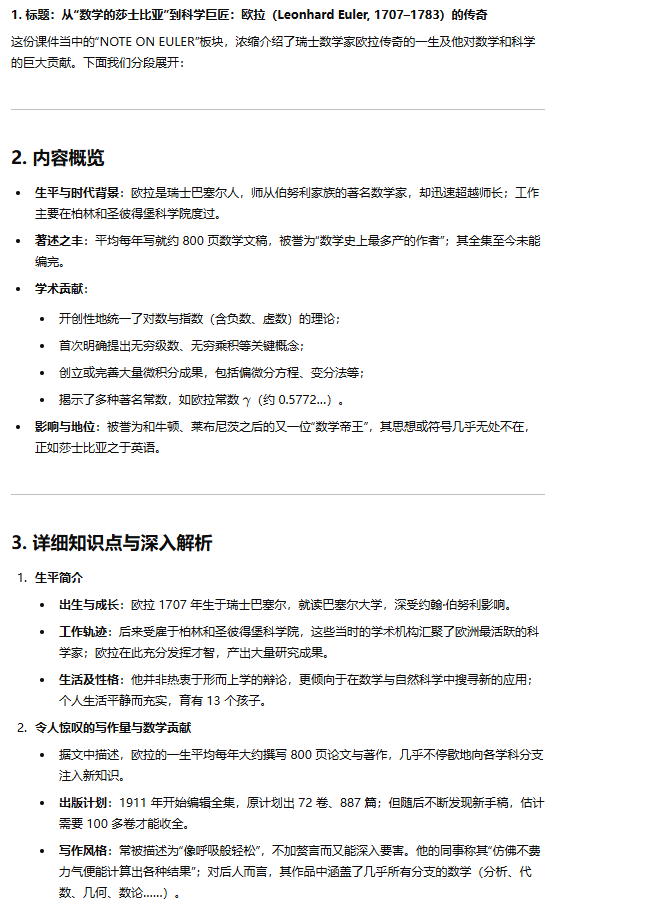 1. 标题：从“数学的莎士比亚”到科学巨匠：欧拉（Leonhard Euler, 1707–1783）的传奇
这份课件当中的“NOTE ON EULER”板块，浓缩介绍了瑞士数学家欧拉传奇的一生及他对数学和科学
的巨大贡献。下面我们分段展开：
2. 内容概览
• 生平与时代背景：欧拉是瑞士巴塞尔人，师从伯努利家族的著名数学家，却迅速超越师长；工作
主要在柏林和圣彼得堡科学院度过。
• 著述之丰：平均每年写就约 800 页数学文稿，被誉为“数学史上最多产的作者”；其全集至今未能
编完。
• 学术贡献：
• 开创性地统一了对数与指数（含负数、虚数）的理论；
• 首次明确提出无穷级数、无穷乘积等关键概念；
• 创立或完善大量微积分成果，包括偏微分方程、变分法等；
• 揭示了多种著名常数，如欧拉常数 γ（约 0.5772…）。
• 影响与地位：被誉为和牛顿、莱布尼茨之后的又一位“数学帝王”，其思想或符号几乎无处不在，
正如莎士比亚之于英语。
3. 详细知识点与深入解析
1. 生平简介
• 出生与成长：欧拉 1707 年生于瑞士巴塞尔，就读巴塞尔大学，深受约翰·伯努利影响。
• 工作轨迹：后来受雇于柏林和圣彼得堡科学院，这些当时的学术机构汇聚了欧洲最活跃的科
学家；欧拉在此充分发挥才智，产出大量研究成果。
• 生活及性格：他并非热衷于形而上学的辩论，更倾向于在数学与自然科学中搜寻新的应用；
个人生活平静而充实，育有 13 个孩子。
2. 令人惊叹的写作量与数学贡献
• 据文中描述，欧拉的一生平均每年大约撰写 800 页论文与著作，几乎不停歇地向各学科分支
注入新知识。
• 出版计划：1911 年开始编辑全集，原计划出 72 卷、887 篇；但随后不断发现新手稿，估计
需要 100 多卷才能收全。
• 写作风格：常被描述为“像呼吸般轻松”，不加赘言而又能深入要害。他的同事称其“仿佛不费
力气便能计算出各种结果”；对后人而言，其作品中涵盖了几乎所有分支的数学（分析、代
数、几何、数论……）。